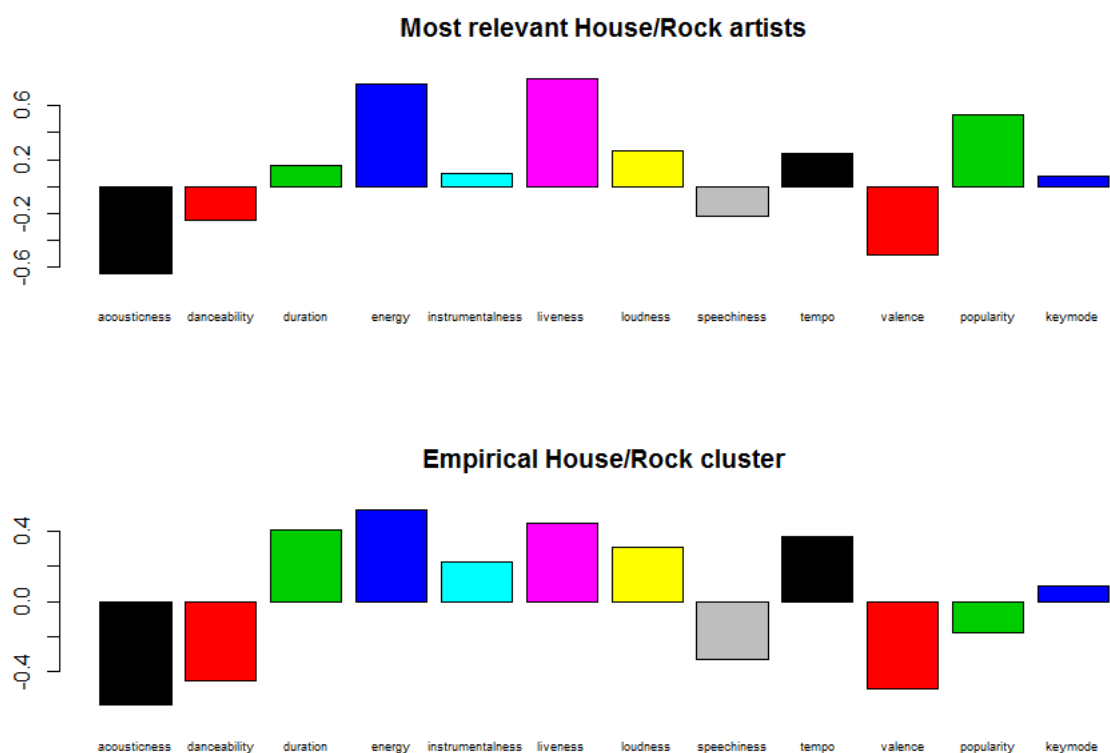 Most relevant House/Rock artists
0.6
0.2
-0.2
-0.6
acousticness danceability duration energy instrumentalness liveness loudness speechiness tempo valence popularity keymode
Empirical House/Rock cluster
0.4
0.0
-0.4
acousticness danceability duration energy instrumentalness liveness loudness speechiness tempo valence popularity keymode